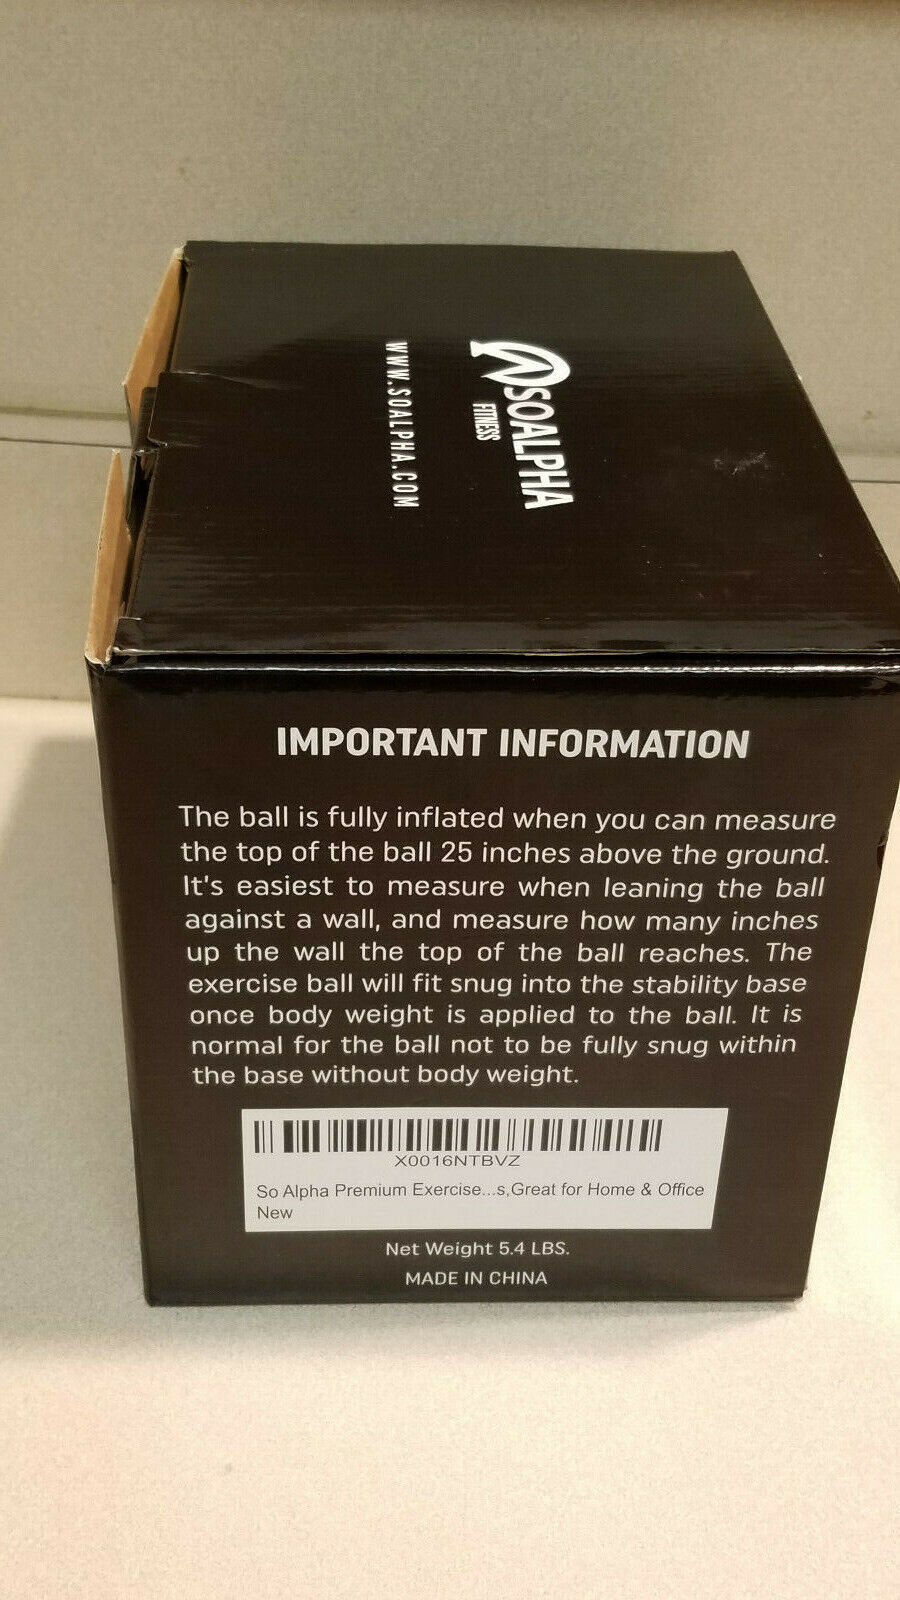 SOALPHA
FITNESS
WWW.SOALPHA.COM
IMPORTANT INFORMATION
The ball is fully inflated when you can measure
the top of the ball 25 inches above the ground.
It's easiest to measure when leaning the ball
against a wall, and measure how many inches
up the wall the top of the ball reaches. The
exercise ball will fit snug into the stability base
once body weight is applied to the ball. It is
normal for the ball not to be fully snug within
the base without body weight.
X0016NTBVZ
So Alpha Premium Exercise...s,Great for Home & Office
New
Net Weight 5.4 LBS.
MADE IN CHINA